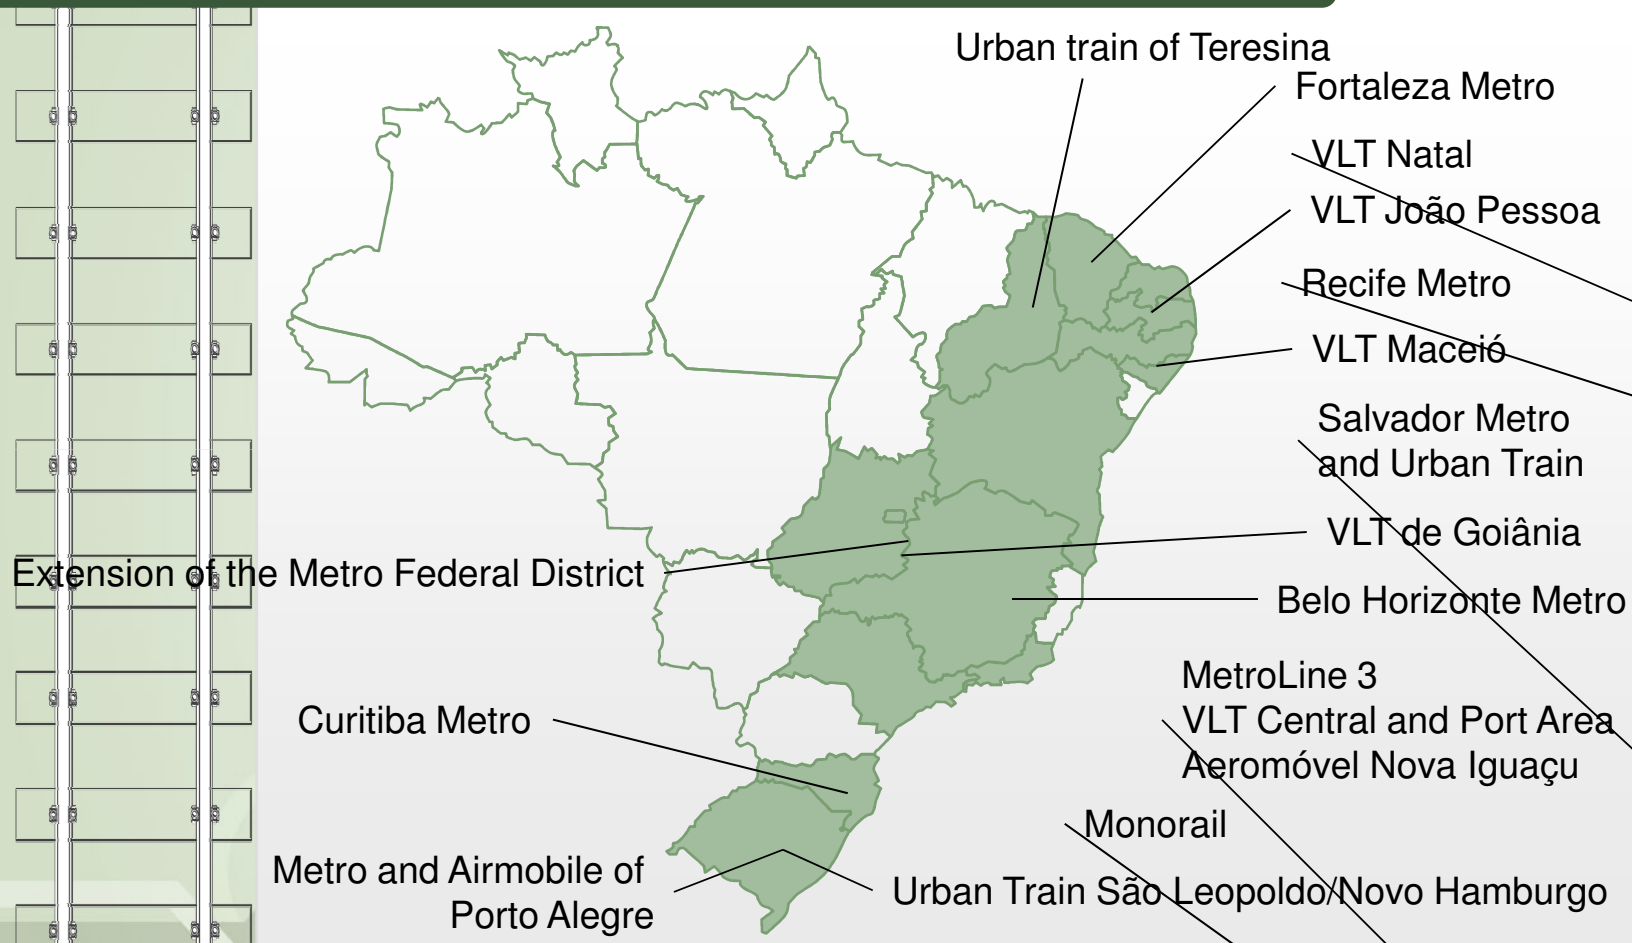 Urban train of Teresina
Fortaleza Metro
VLT Natal
VLT João Pessoa
Recife Metro
VLT Maceió
Salvador Metro
and Urban Train
VLT de Goiânia
Extension of the Metro Federal District
Belo Horizonte Metro
MetroLine 3
VLT Central and Port Area
Aeromóvel Nova Iguaçu
Curitiba Metro
Monorail
Metro and Airmobile of
Porto Alegre
Urban Train São Leopoldo/Novo Hamburgo